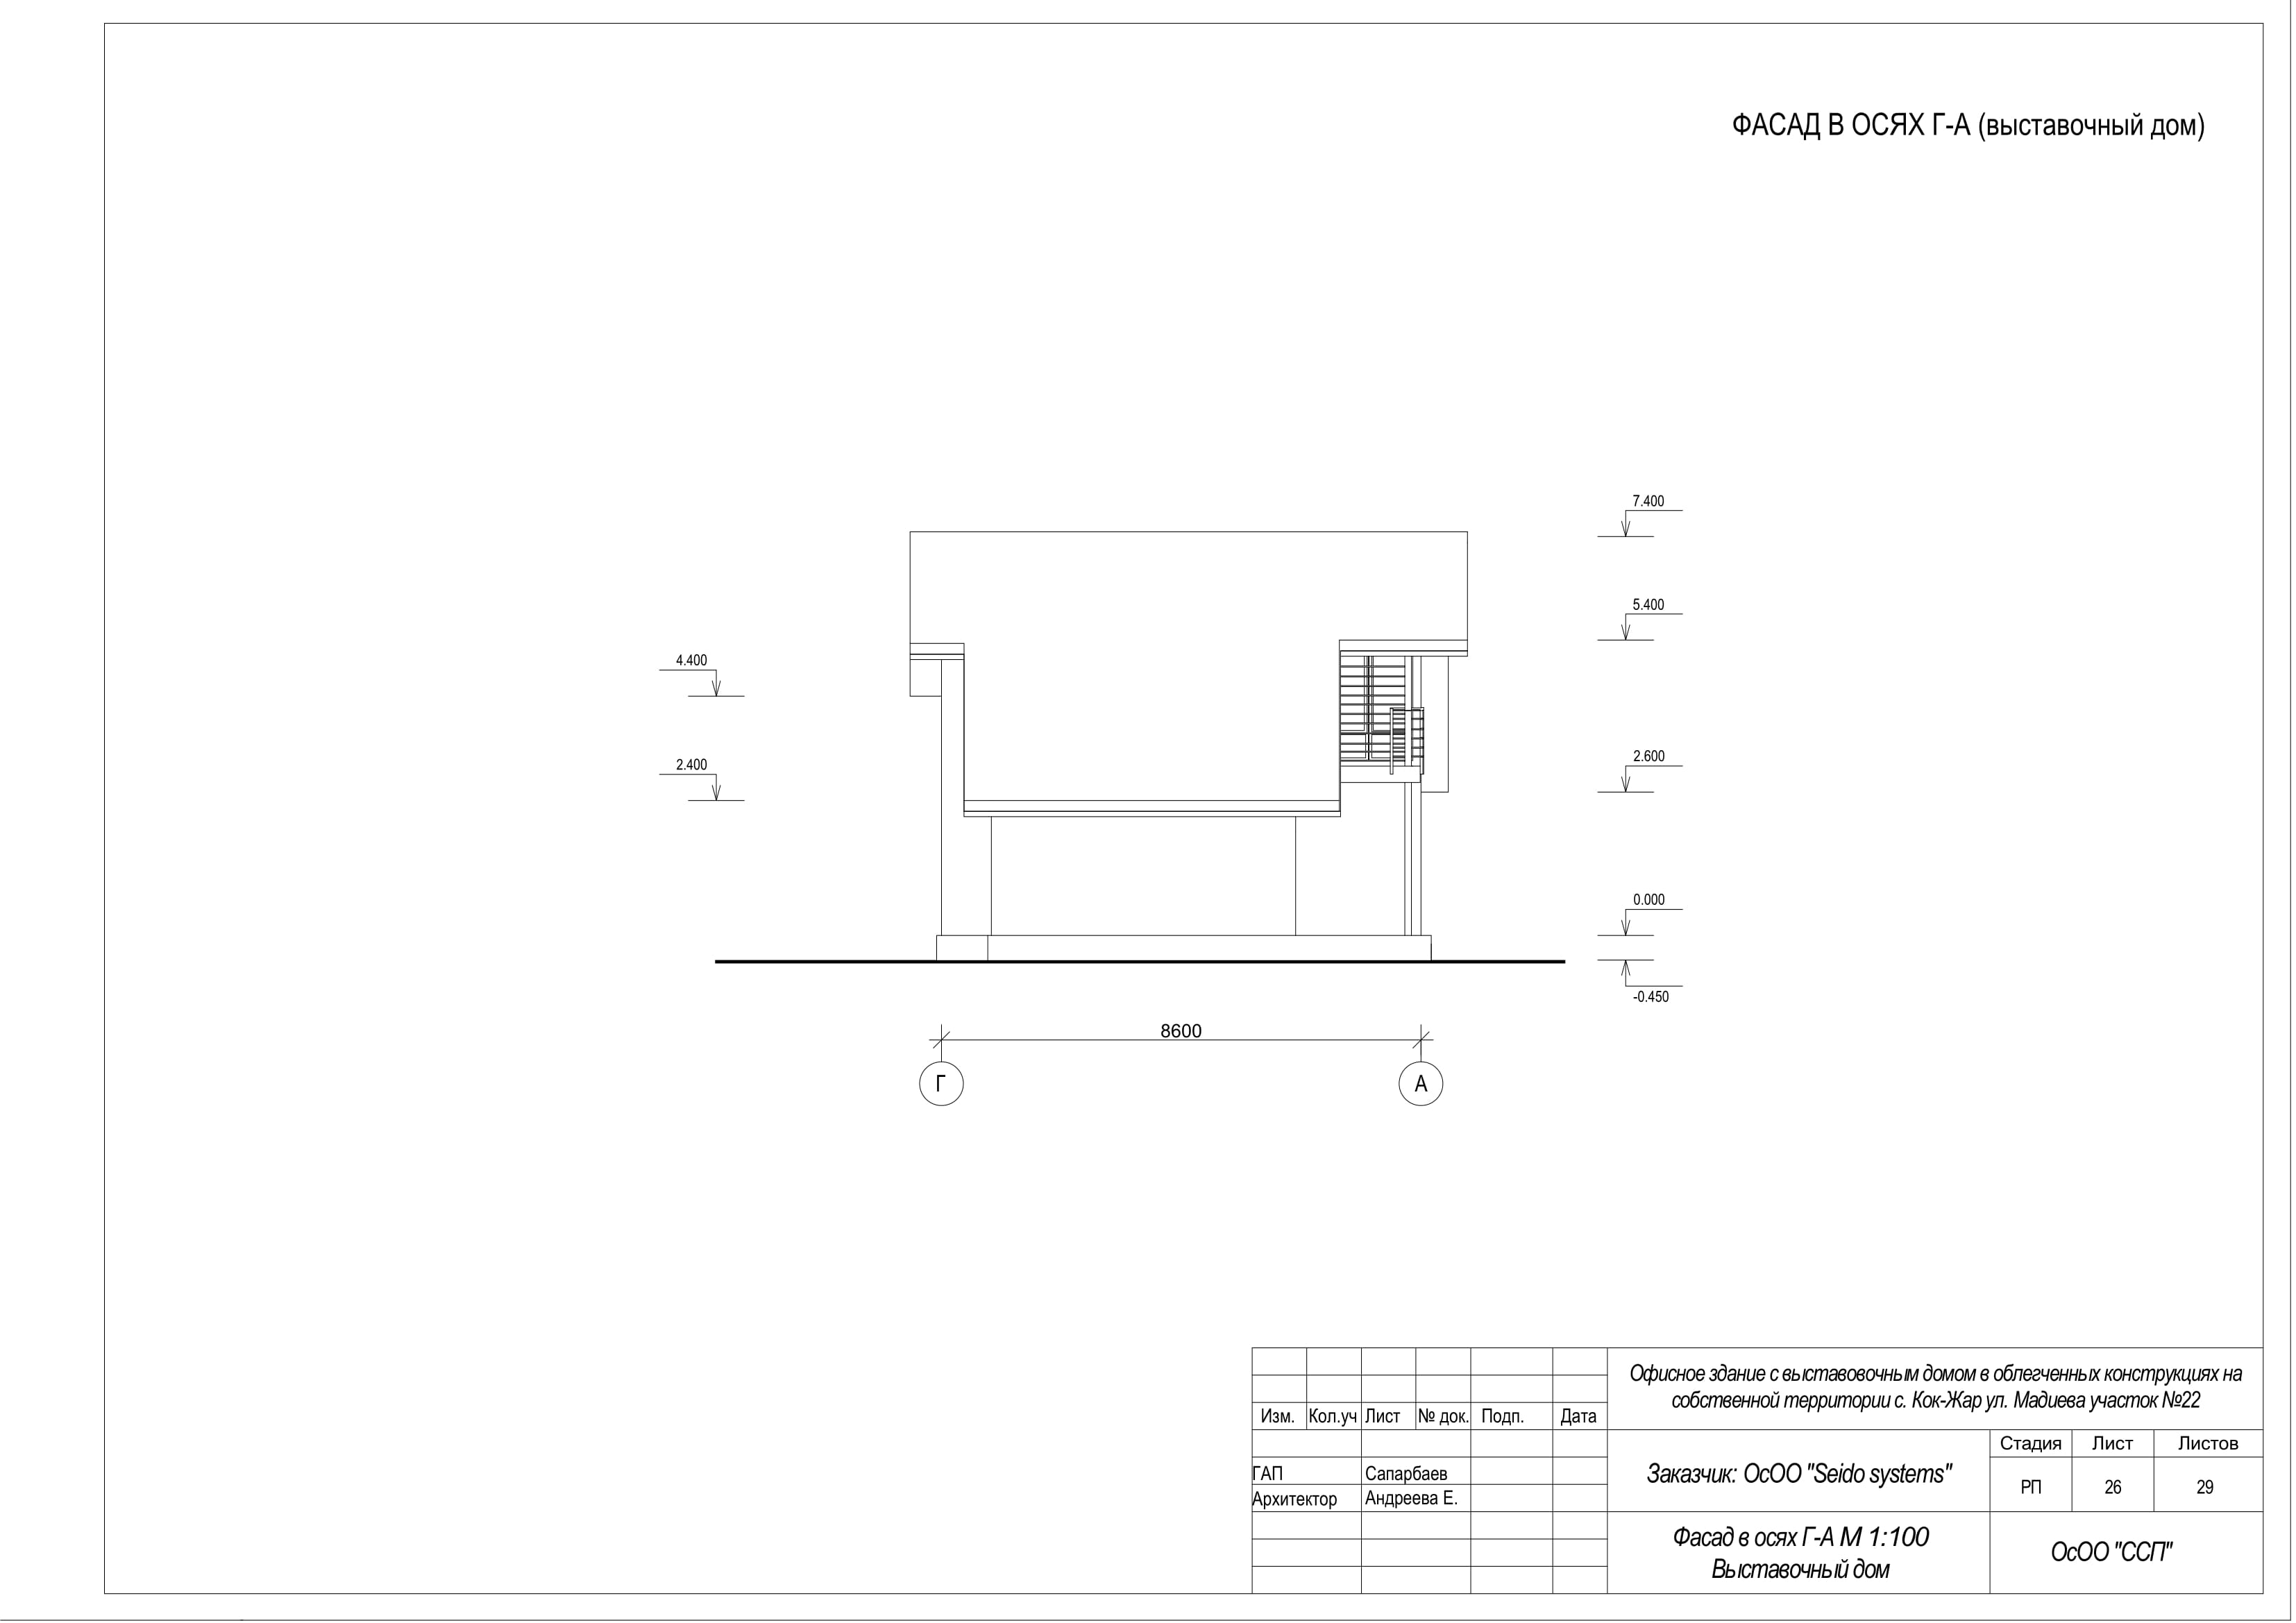 ФАСАД В ОСЯХ Г-А (выставочный дом)
7.400
5.400
4.400
2.400
2.600
0.000
-0.450
8600
Г
А
Офисное здание с выставовочным домом в облегченных конструкциях на
собственной территории с. Кок-Жар ул. Мадиева участок №22
Изм. Кол.уч Лист № док. Подп. Дата
Стадия Лист Листов
ГАП Сапарбаев
Заказчик: ОсОО "Seido systems"
РП 26 29
Архитектор Андреева Е.
Фасад в осях Г-А М 1:100
Выставочный дом
ОсОО "ССП"